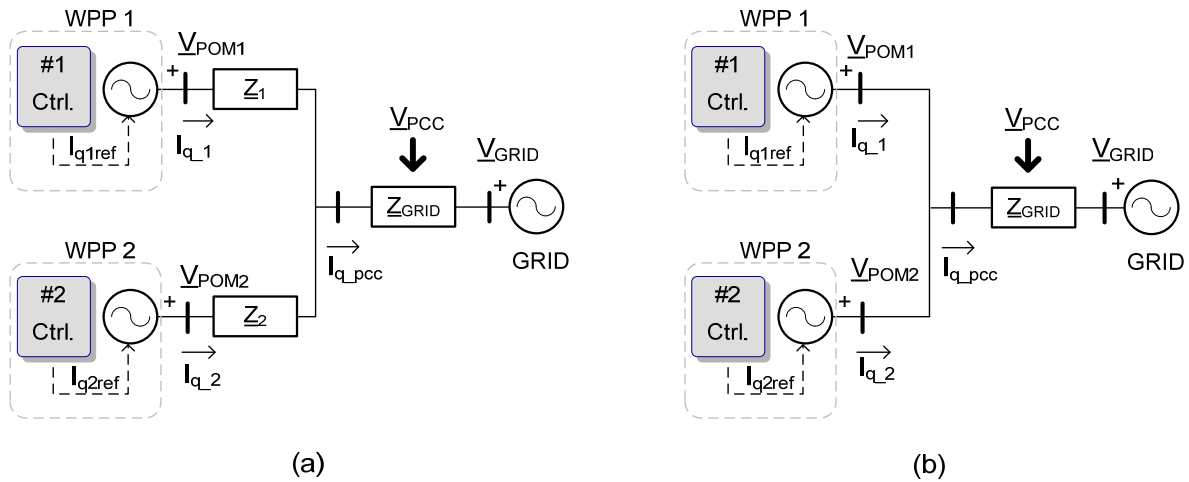 WPP 1
#1
Ctrl.
I_q1ref
+
V_POM1
Z_1
I_q_1
WPP 2
#2
Ctrl.
I_q2ref
+
V_POM2
Z_2
I_q_2
V_PCC
Z_GRID
I_q_pcc
V_GRID
+
GRID
(a)
WPP 1
#1
Ctrl.
I_q1ref
+
V_POM1
I_q_1
WPP 2
#2
Ctrl.
I_q2ref
+
V_POM2
I_q_2
V_PCC
Z_GRID
I_q_pcc
V_GRID
+
GRID
(b)